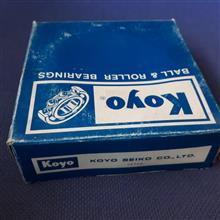 BALL & ROLLER BEARINGS
Koyo
Koyo
KOYO SEIKO CO., LTD.